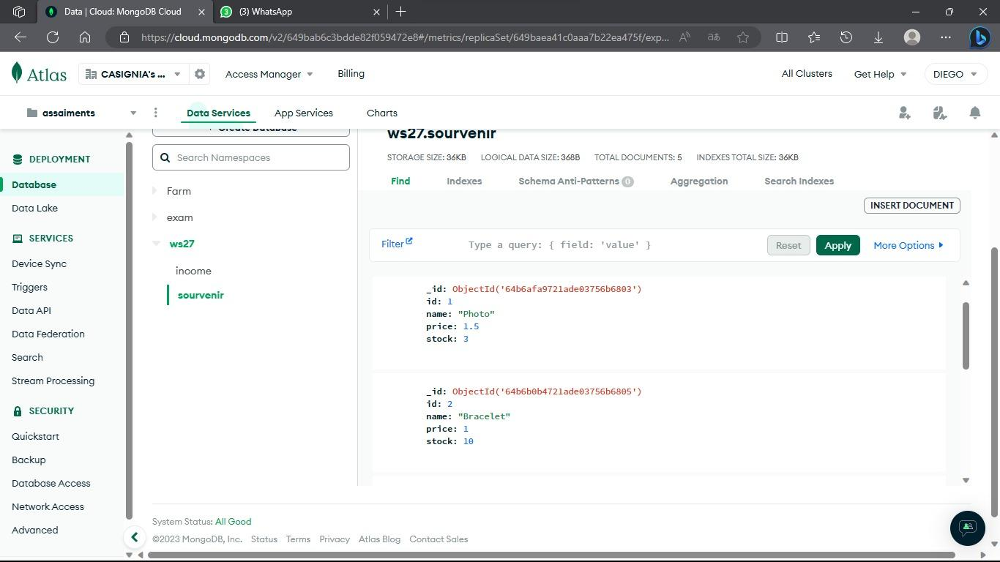 Data | Cloud: MongoDB Cloud
3
(3) WhatsApp
https://cloud.mongodb.com/v2/649bab6c3bdde82f059472e8#/metrics/replicaSet/649baea41c0aaa7b22ea475f/exp...
Atlas
CASIGNIA's ...
Access Manager
Billing
All Clusters
Get Help
DIEGO
assaiments
Data Services
App Services
Charts
DEPLOYMENT
Database
Data Lake
SERVICES
Device Sync
Triggers
Data API
Data Federation
Search
Stream Processing
SECURITY
Quickstart
Backup
Database Access
Network Access
Advanced
Create Database
Search Namespaces
Farm
exam
ws27
income
sourvenir
ws27.sourvenir
STORAGE SIZE: 36KB LOGICAL DATA SIZE: 368B TOTAL DOCUMENTS: 5 INDEXES TOTAL SIZE: 36KB
Find Indexes Schema Anti-Patterns 0 Aggregation Search Indexes
INSERT DOCUMENT
Filter Type a query: { field: 'value' } Reset Apply More Options
_id: ObjectId('64b6afa9721ade03756b6803')
id: 1
name: "Photo"
price: 1.5
stock: 3
_id: ObjectId('64b6b0b4721ade03756b6805')
id: 2
name: "Bracelet"
price: 1
stock: 10
System Status: All Good
©2023 MongoDB, Inc. Status Terms Privacy Atlas Blog Contact Sales